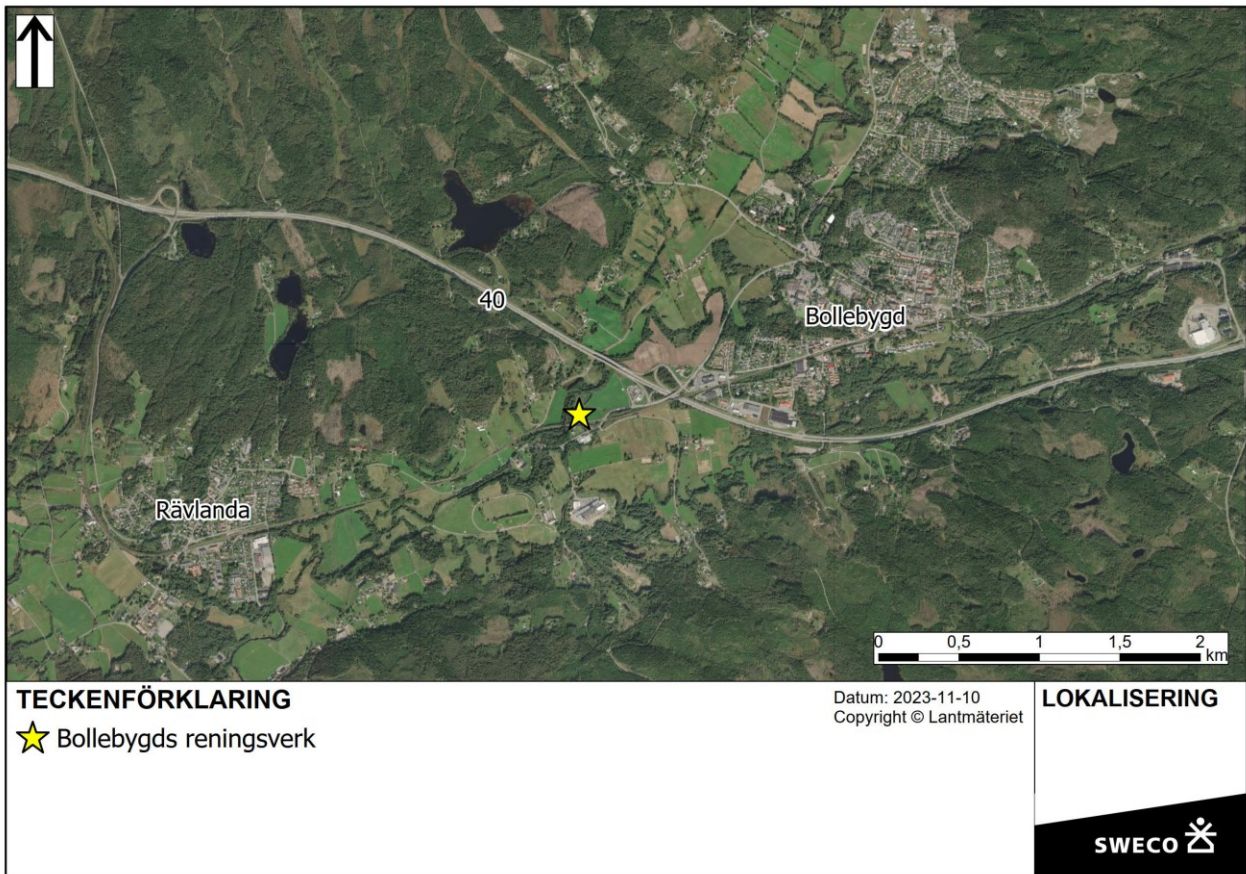 40
Bollebygd
Rävlanda
0 0,5 1 1,5 2
km
TECKENFÖRKLARING
Bollebygds reningsverk
Datum: 2023-11-10
Copyright © Lantmäteriet
LOKALISERING
SWECO